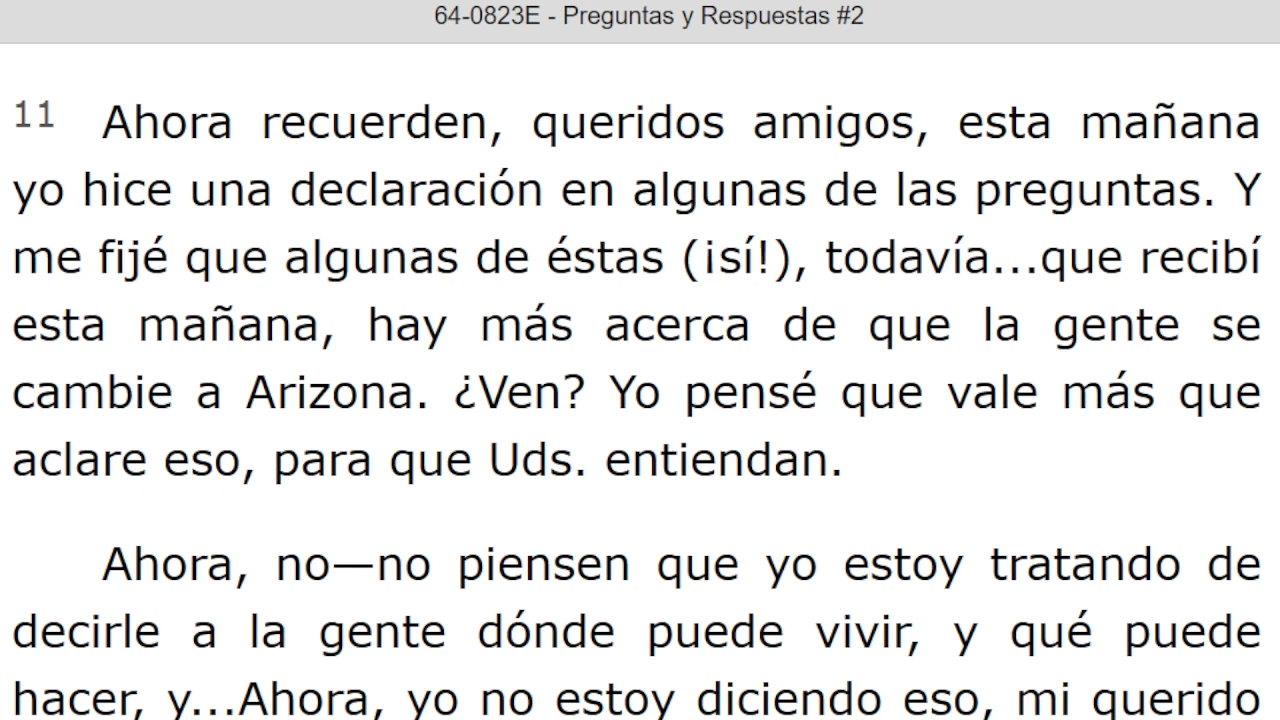 64-0823E - Preguntas y Respuestas #2
11 Ahora recuerden, queridos amigos, esta mañana
yo hice una declaración en algunas de las preguntas. Y
me fijé que algunas de éstas (¡sí!), todavía...que recibí
esta mañana, hay más acerca de que la gente se
cambie a Arizona. ¿Ven? Yo pensé que vale más que
aclare eso, para que Uds. entiendan.
Ahora, no—no piensen que yo estoy tratando de
decirle a la gente dónde puede vivir, y qué puede
hacer, y...Ahora, yo no estoy diciendo eso, mi querido